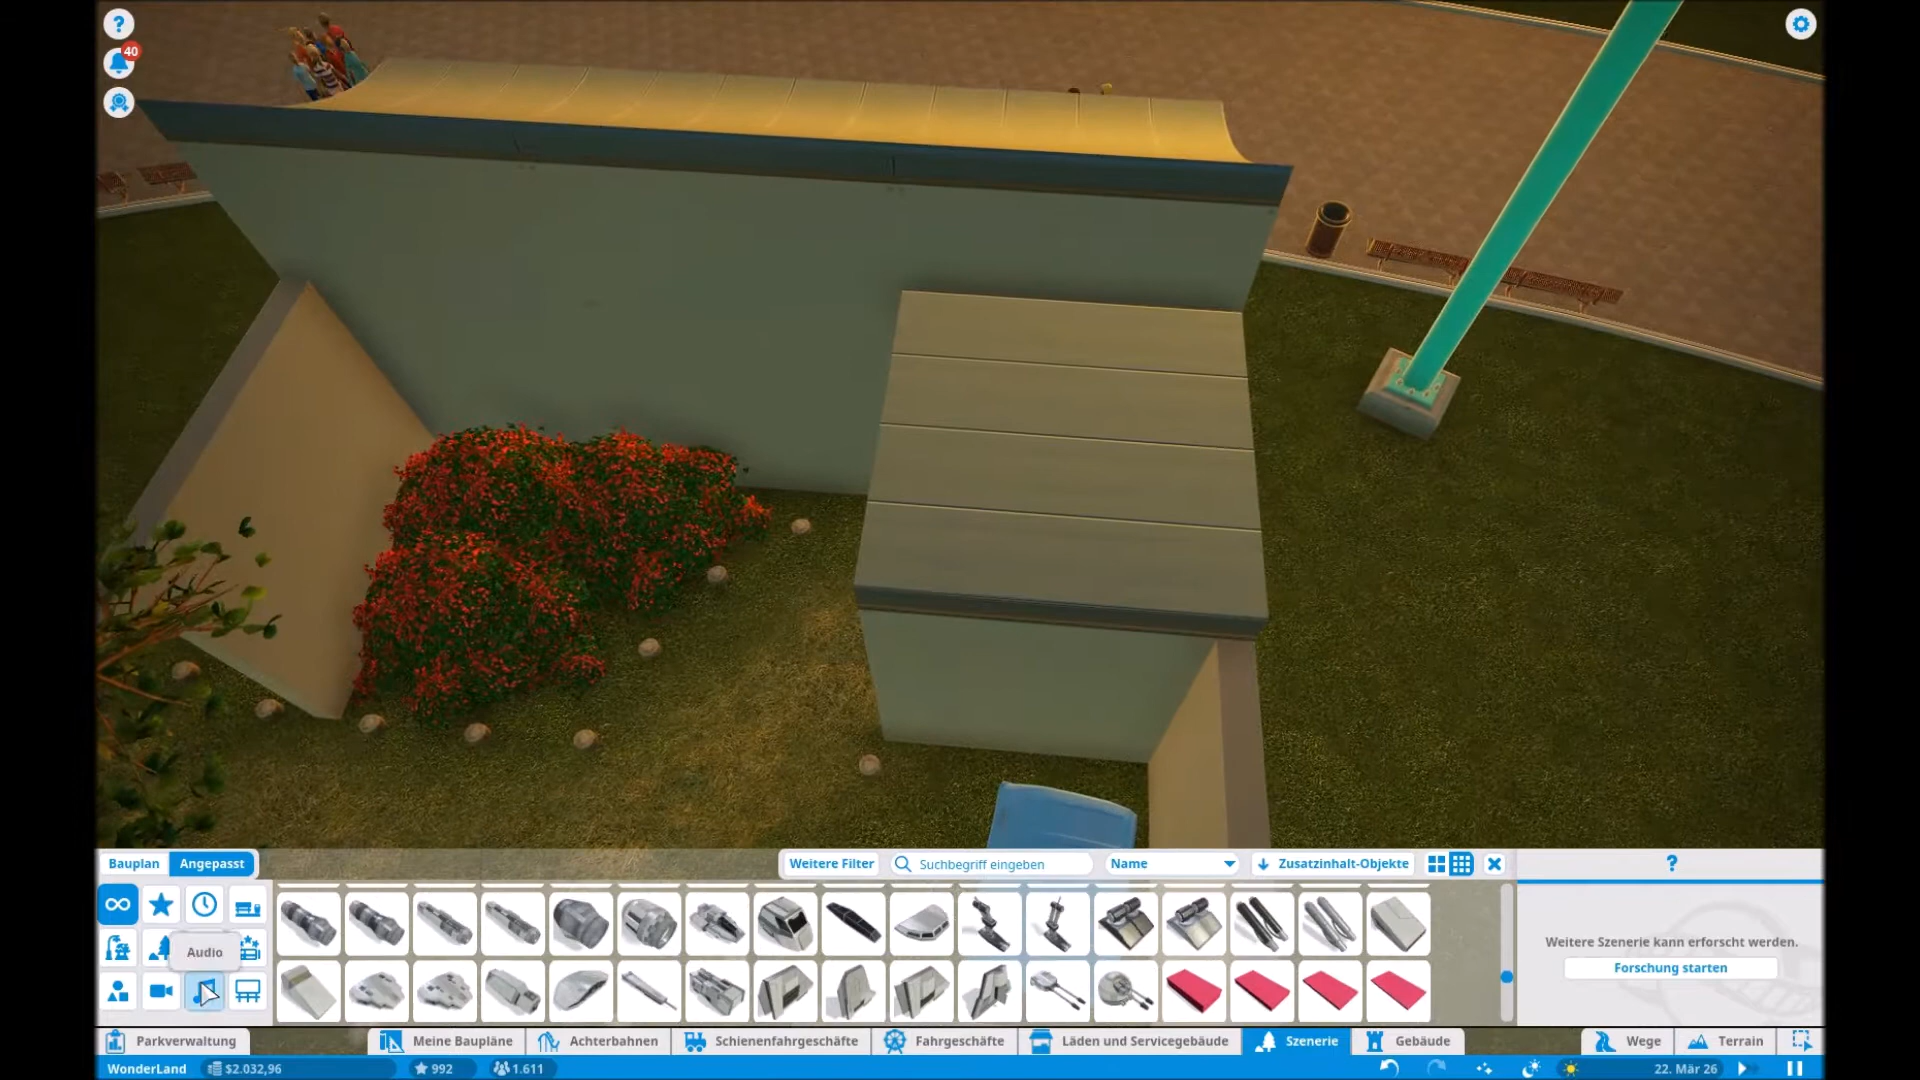 ?
40
Bauplan
Angepasst
Weitere Filter
Suchbegriff eingeben
Name
Zusatzinhalt-Objekte
?
Audio
Weitere Szenerie kann erforscht werden.
Forschung starten
Parkverwaltung
Meine Baupläne
Achterbahnen
Schienenfahrgeschäfte
Fahrgeschäfte
Läden und Servicegebäude
Szenerie
Gebäude
Wege
Terrain
WonderLand
$2.032,96
992
1.611
22. Mär 26